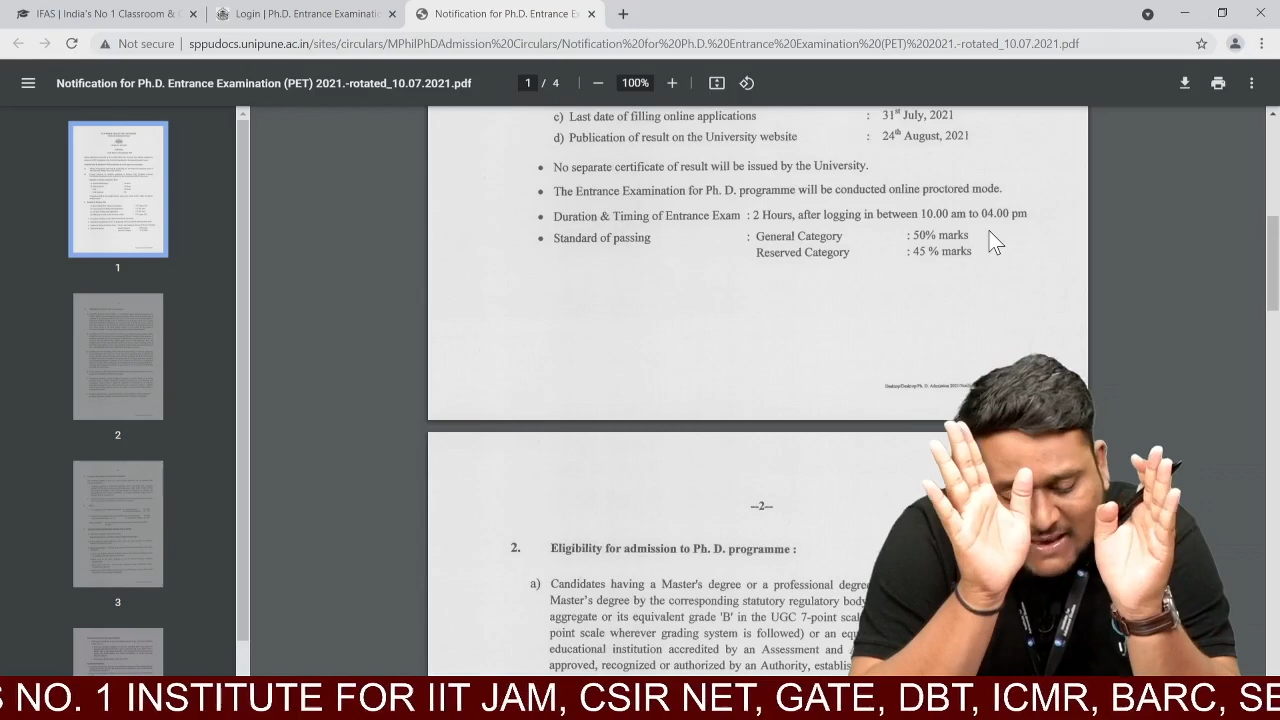 IFAS | India's No 1 Classroom & C
Login | Ph.D. Entrance Examinati
Notification for Ph.D. Entrance E
Not secure
sppudocs.unipune.ac.in/sites/circulars/MPhilPhDAdmission%20Circulars/Notification%20for%20Ph.D.%20Entrance%20Examination%20(PET)%202021.-rotated_10.07.2021.pdf
Notification for Ph.D. Entrance Examination (PET) 2021.-rotated_10.07.2021.pdf
1 / 4
100%
c) Last date of filling online applications : 31st July, 2021
Publication of result on the University website : 24th August, 2021
No separate certificate of result will be issued by the University.
The Entrance Examination for Ph. D. programme will be conducted online proctored mode.
Duration & Timing of Entrance Exam : 2 Hours, after logging in between 10.00 am to 04.00 pm
Standard of passing : General Category : 50% marks
Reserved Category : 45 % marks
--2--
2. Eligibility for admission to Ph. D. programme :
a) Candidates having a Master's degree or a professional degre
Master's degree by the corresponding statutory regulatory body
aggregate or its equivalent grade 'B' in the UGC 7-point scal
point scale wherever grading system is followed) or an equ
educational institution accredited by an Assessment and A
approved, recognized or authorized by an Authority, establis
1
2
3
S NO. 1 INSTITUTE FOR IIT JAM, CSIR NET, GATE, DBT, ICMR, BARC, SE